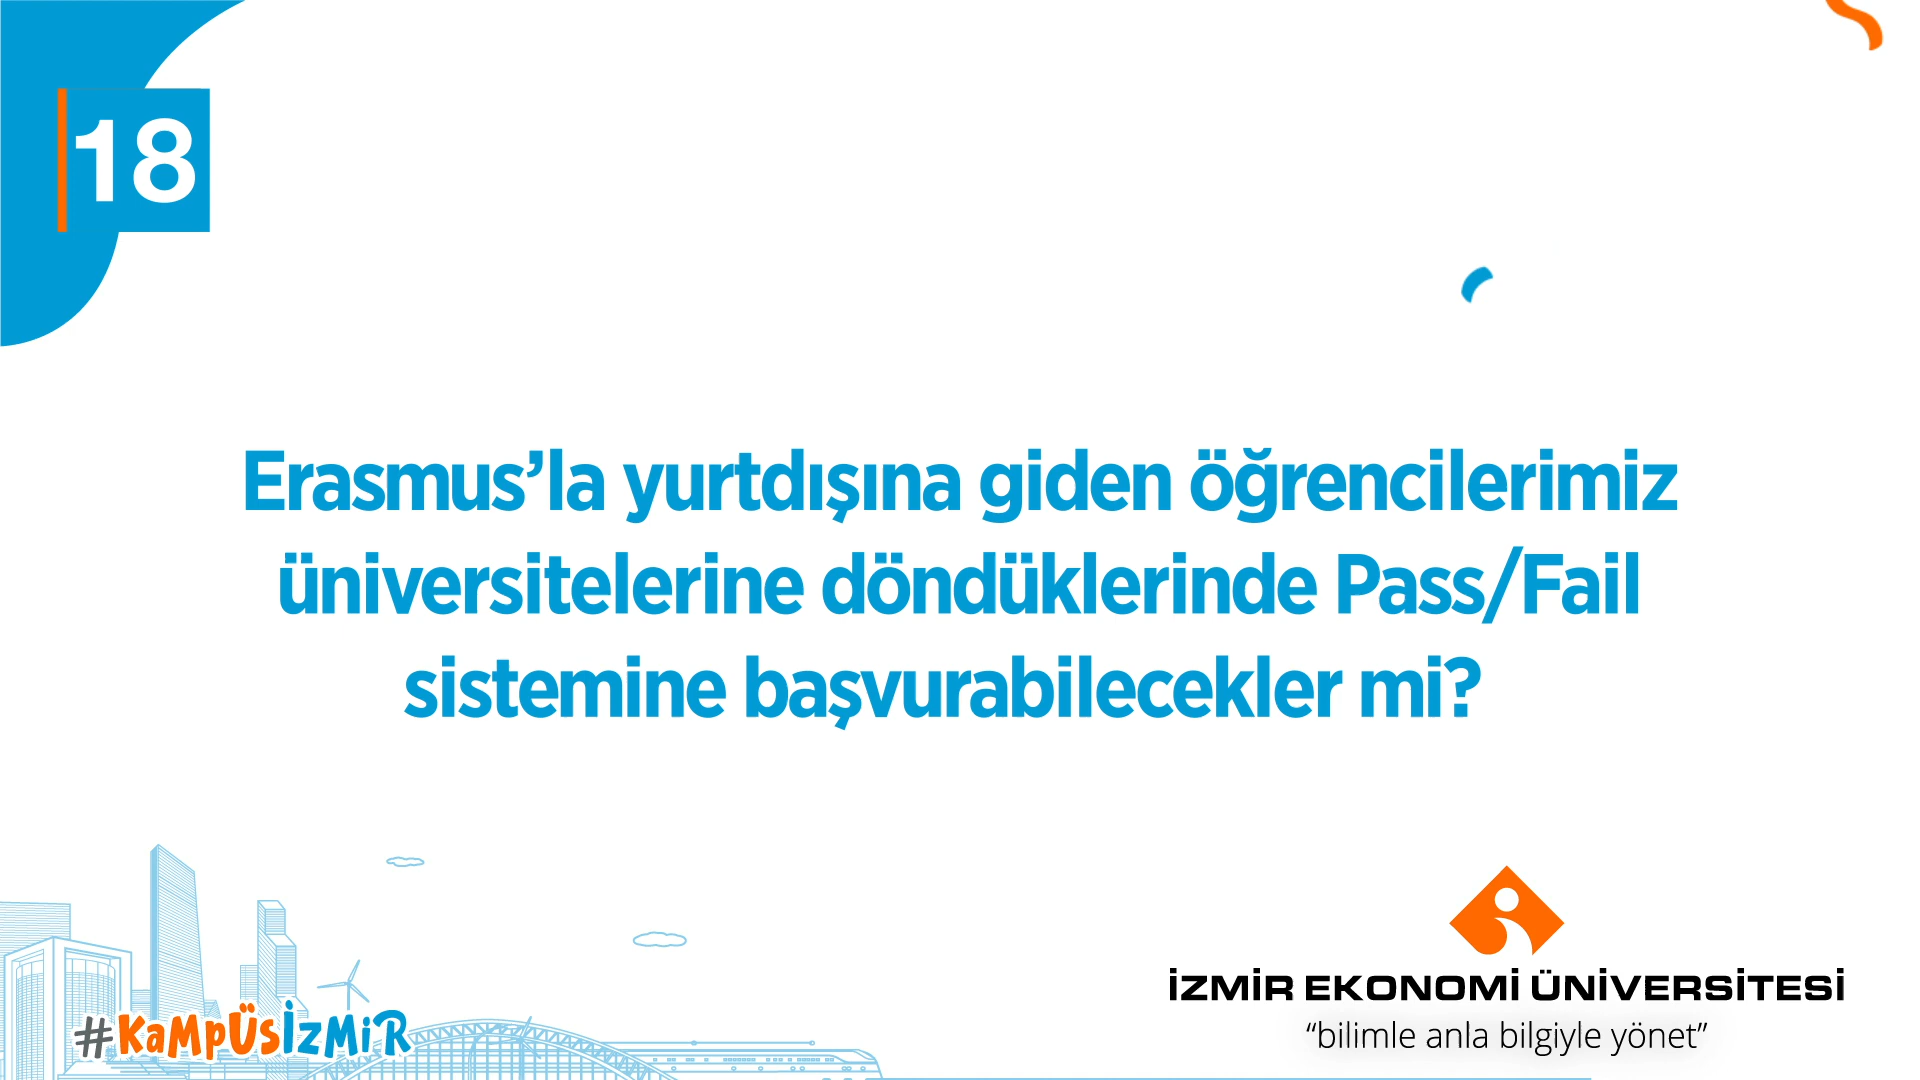 18
Erasmus’la yurtdışına giden öğrencilerimiz
üniversitelerine döndüklerinde Pass/Fail
sistemine başvurabilecekler mi?
#KaMpÜsİzMiR
İZMİR EKONOMİ ÜNİVERSİTESİ
“bilimle anla bilgiyle yönet”